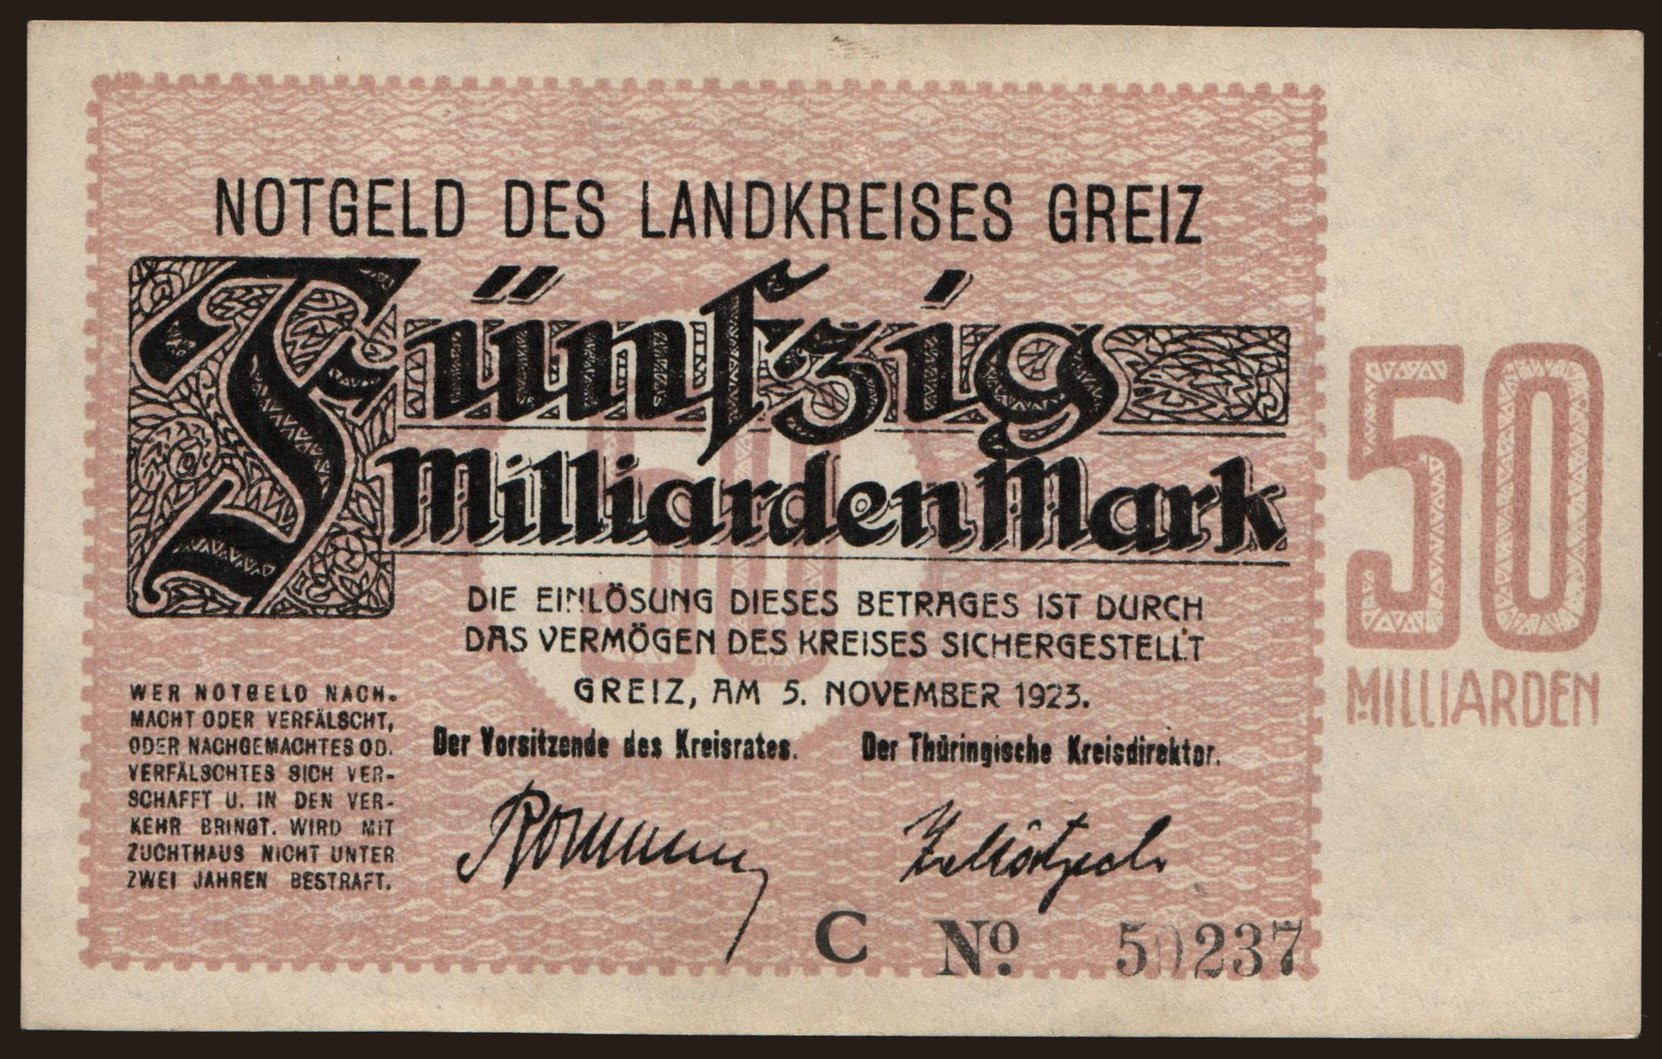 NOTGELD DES LANDKREISES GREIZ
Fünfzig
Milliarden Mark
50
MILLIARDEN
50
DIE EINLÖSUNG DIESES BETRAGES IST DURCH
DAS VERMÖGEN DES KREISES SICHERGESTELLT
GREIZ, AM 5. NOVEMBER 1923.
WER NOTGELD NACH-
MACHT ODER VERFÄLSCHT,
ODER NACHGEMACHTES OD.
VERFÄLSCHTES SICH VER-
SCHAFFT U. IN DEN VER-
KEHR BRINGT. WIRD MIT
ZUCHTHAUS NICHT UNTER
ZWEI JAHREN BESTRAFT.
Der Vorsitzende des Kreisrates.
Der Thüringische Kreisdirektor.
C No. 50237